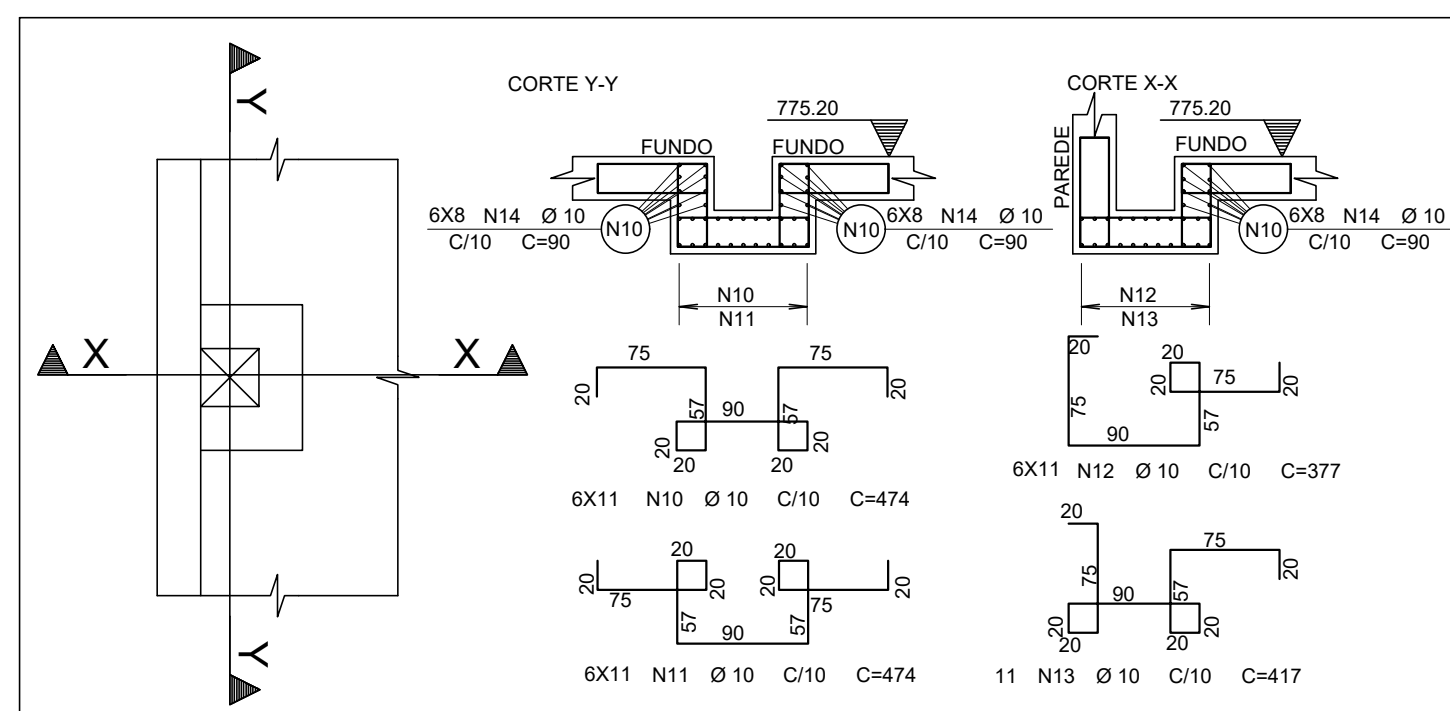 Y
X X
Y
CORTE Y-Y
775.20
FUNDO FUNDO
6X8 N14 Ø 10
C/10 C=90
N10
N10
6X8 N14 Ø 10
C/10 C=90
N10
N11
CORTE X-X
775.20
PAREDE
FUNDO
N10
6X8 N14 Ø 10
C/10 C=90
N12
N13
75 75
20 20
57 90 57
20 20
20 20
6X11 N10 Ø 10 C/10 C=474
20 20
20 20 20 20
75 75
57 90 57
6X11 N11 Ø 10 C/10 C=474
20
20
20 75 20
75 57
90
6X11 N12 Ø 10 C/10 C=377
20
75
75 20
90 57
20 20
20 20
11 N13 Ø 10 C/10 C=417